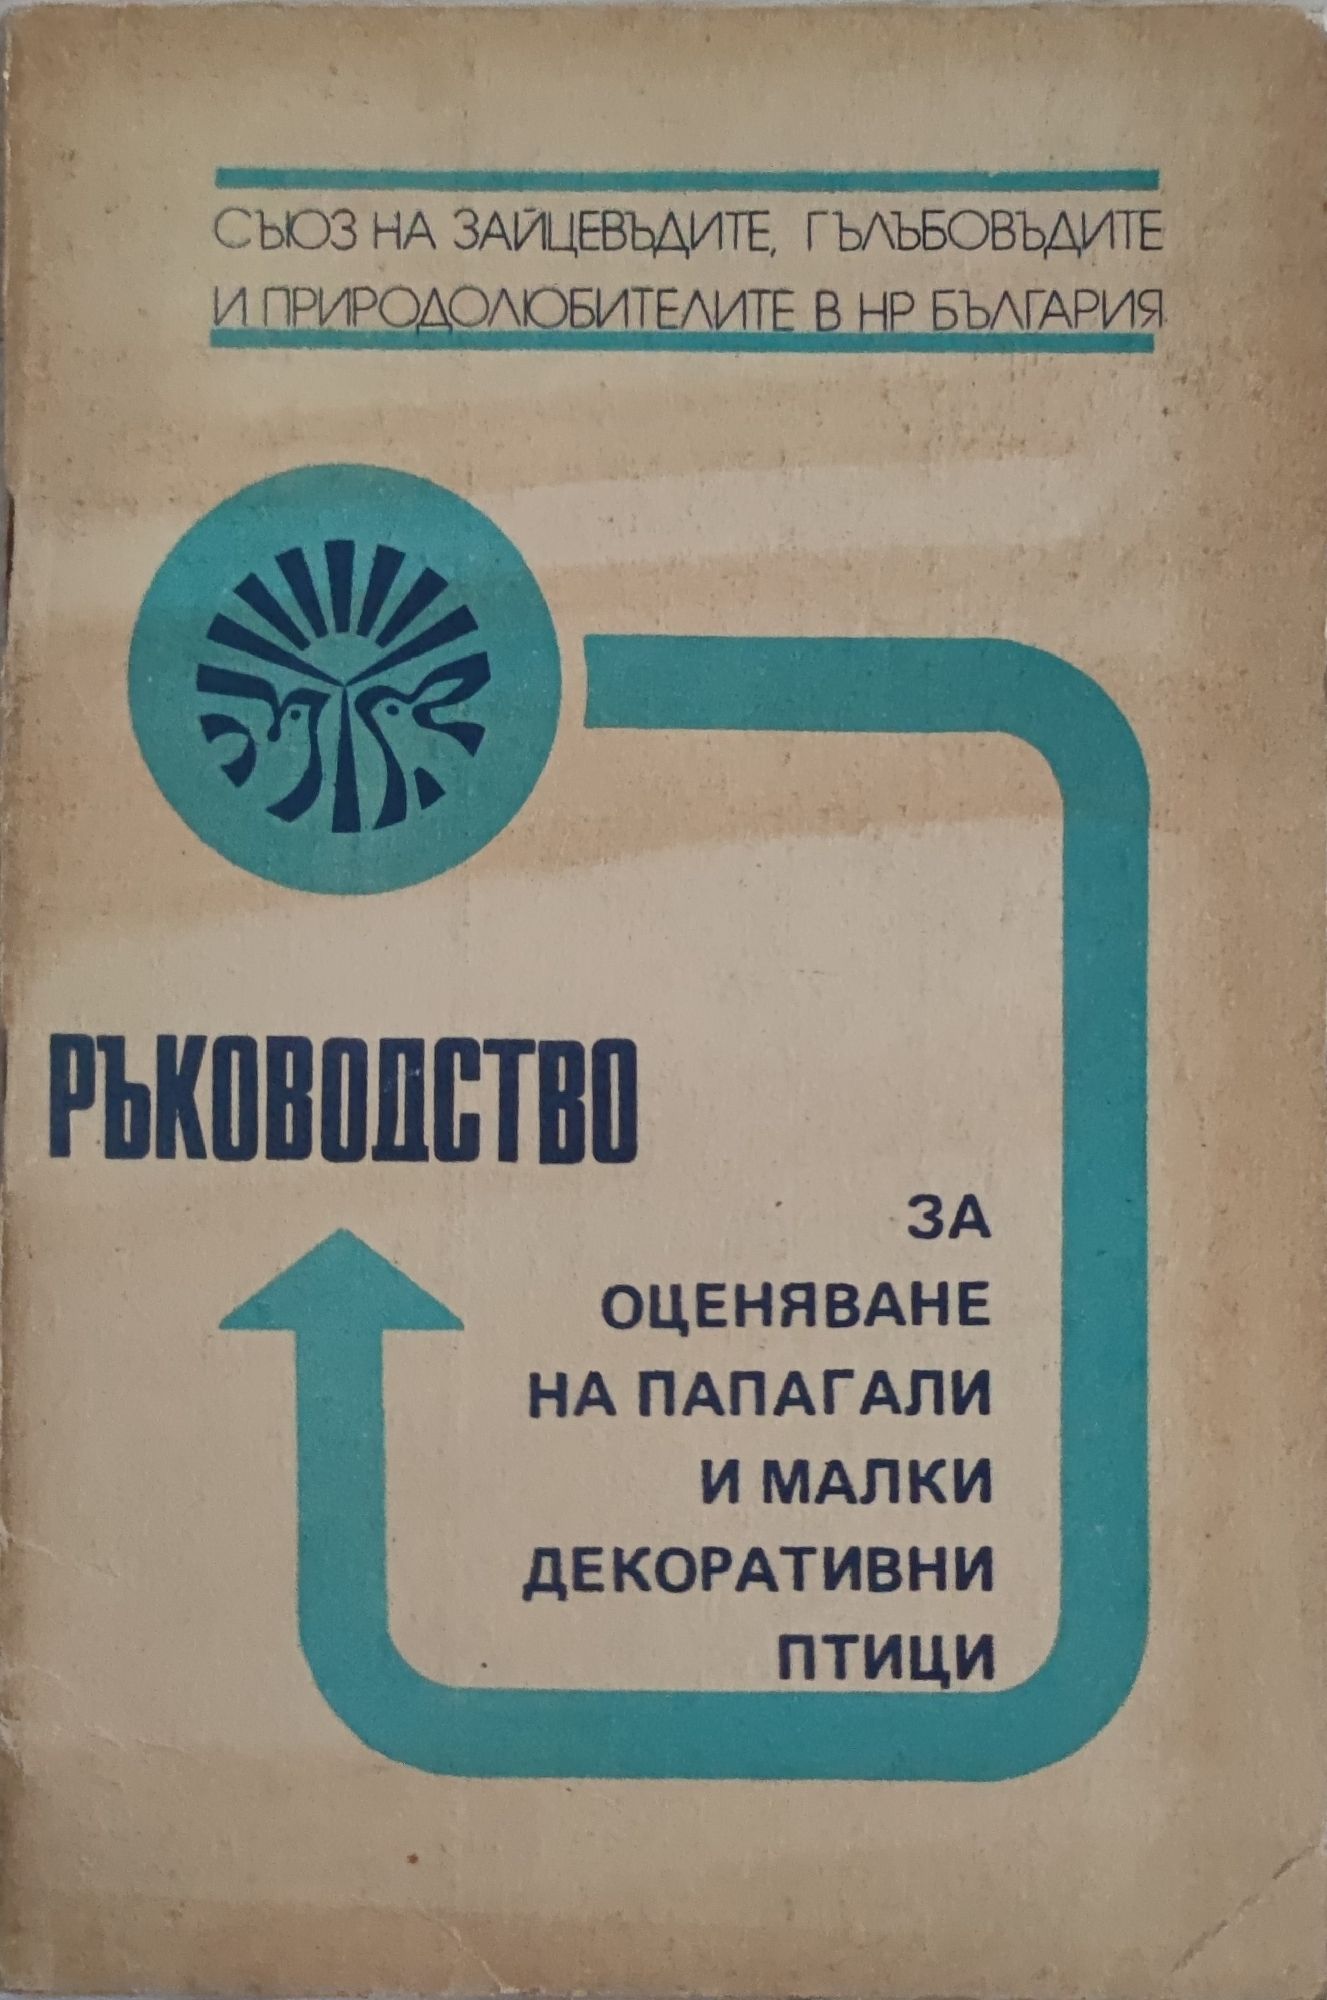 СЪЮЗ НА ЗАЙЦЕВЪДИТЕ, ГЪЛЪБОВЪДИТЕ
И ПРИРОДОЛЮБИТЕЛИТЕ В НР БЪЛГАРИЯ
РЪКОВОДСТВО
ЗА
ОЦЕНЯВАНЕ
НА ПАПАГАЛИ
И МАЛКИ
ДЕКОРАТИВНИ
ПТИЦИ